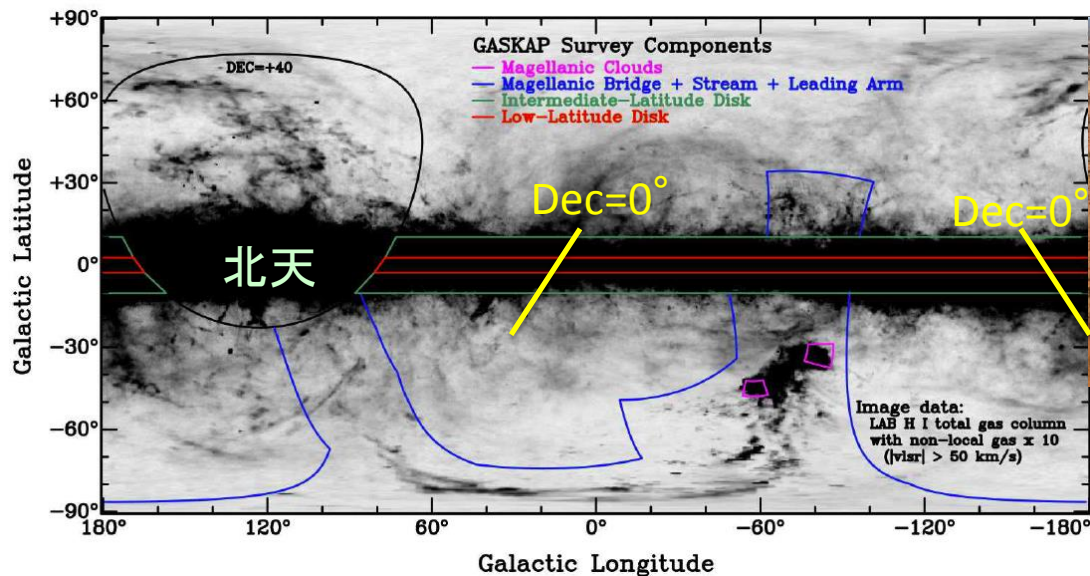 +90°
+60°
+30°
0°
−30°
−60°
−90°
Galactic Latitude
DEC=+40
GASKAP Survey Components
Magellanic Clouds
Magellanic Bridge + Stream + Leading Arm
Intermediate-Latitude Disk
Low-Latitude Disk
Dec=0°
Dec=0°
北天
Image data:
LAB H I total gas column
with non-local gas x 10
(|vlsr| > 50 km/s)
180°
120°
60°
0°
−60°
−120°
−180°
Galactic Longitude